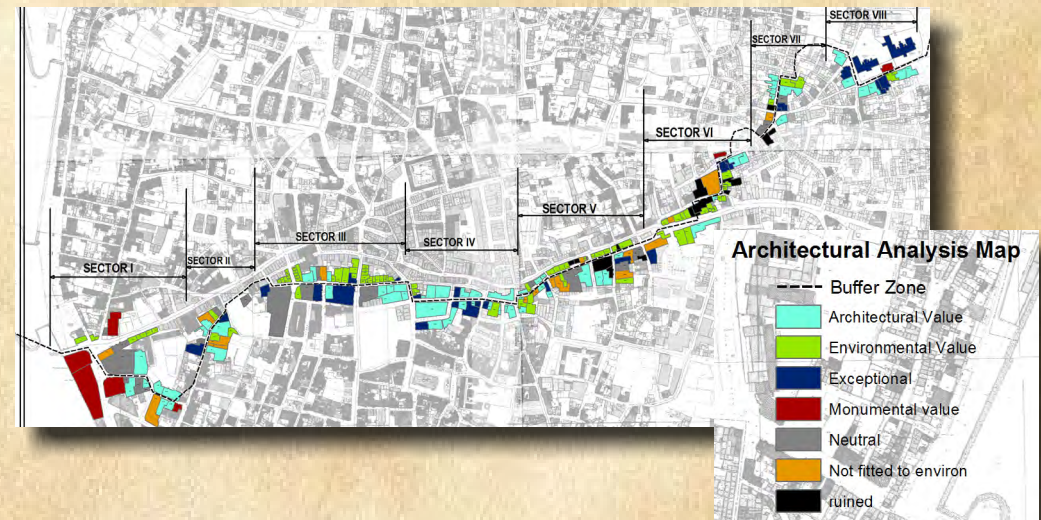 SECTOR VIII
SECTOR VII
SECTOR VI
SECTOR V
SECTOR III
SECTOR IV
SECTOR II
SECTOR I
Architectural Analysis Map
Buffer Zone
Architectural Value
Environmental Value
Exceptional
Monumental value
Neutral
Not fitted to environ
ruined